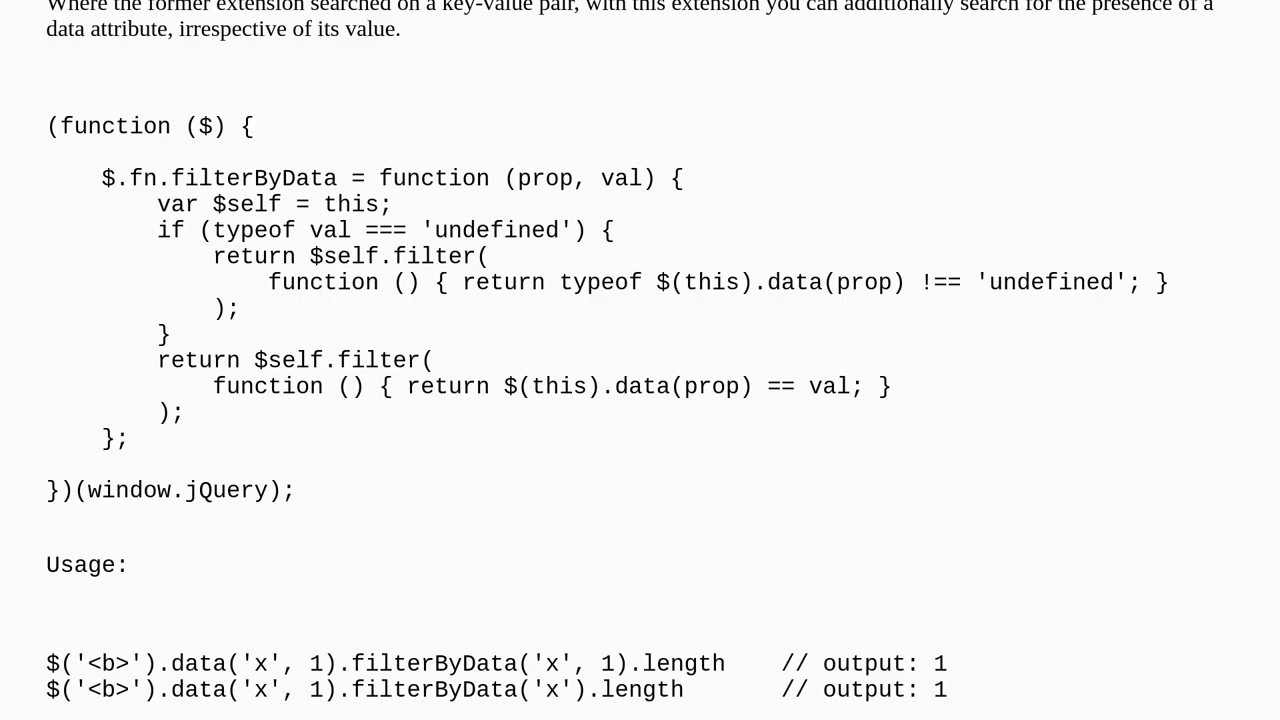 Where the former extension searched on a key-value pair, with this extension you can additionally search for the presence of a
data attribute, irrespective of its value.
(function ($) {
    $.fn.filterByData = function (prop, val) {
        var $self = this;
        if (typeof val === 'undefined') {
            return $self.filter(
                function () { return typeof $(this).data(prop) !== 'undefined'; }
            );
        }
        return $self.filter(
            function () { return $(this).data(prop) == val; }
        );
    };
})(window.jQuery);
Usage:
$('<b>').data('x', 1).filterByData('x', 1).length    // output: 1
$('<b>').data('x', 1).filterByData('x').length       // output: 1